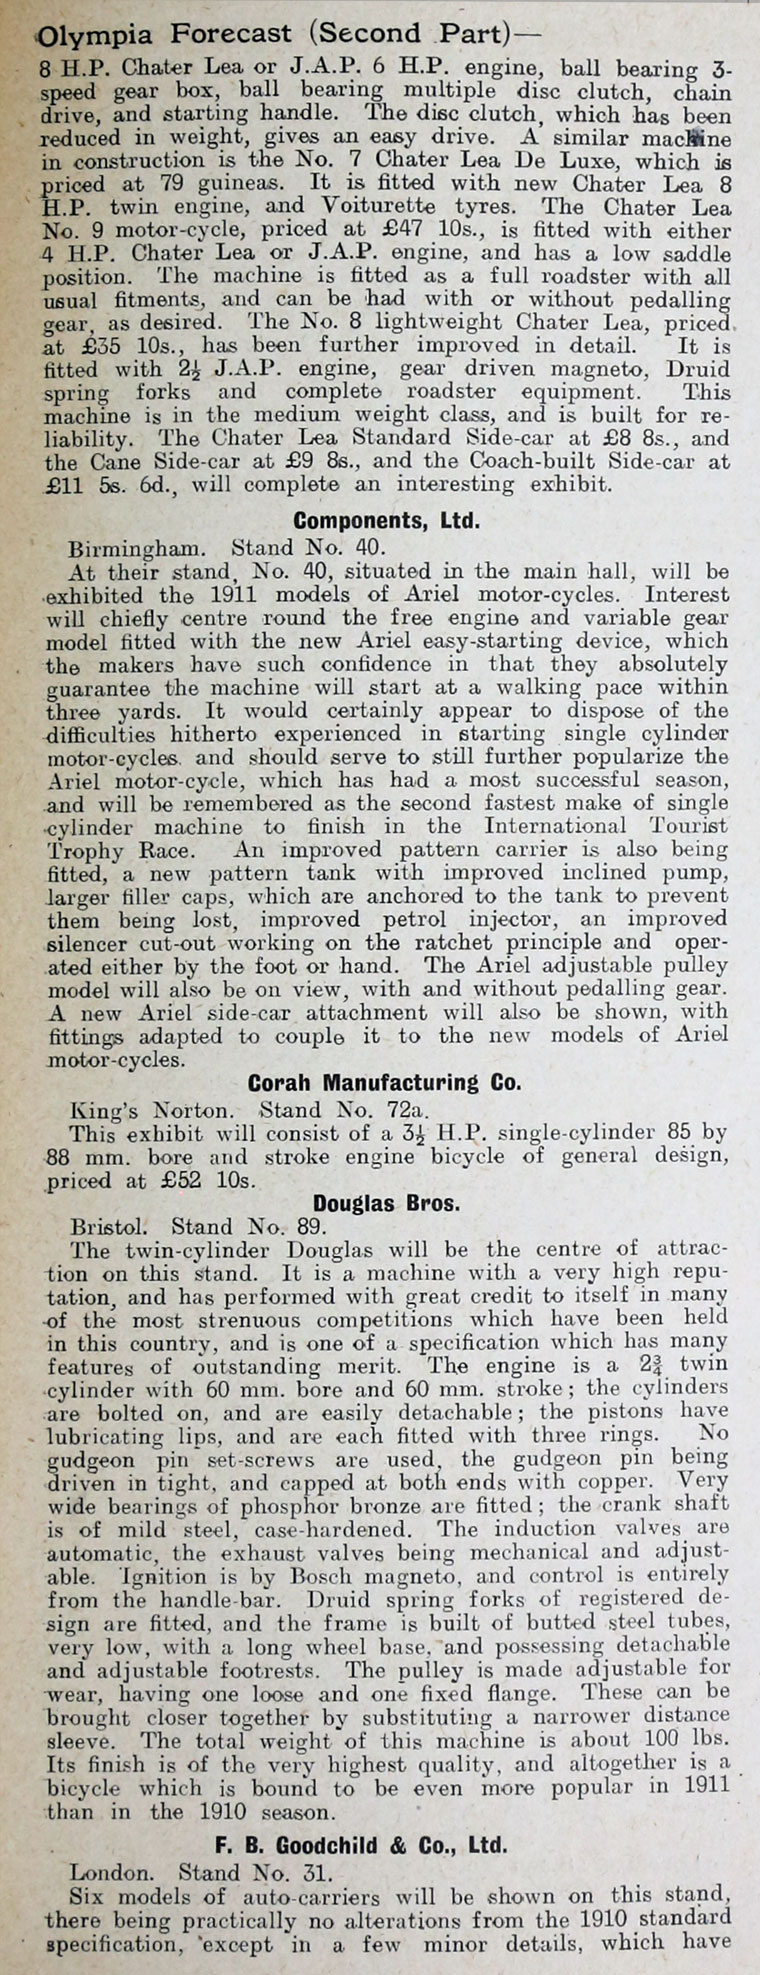 Olympia Forecast (Second Part)—
8 H.P. Chater Lea or J.A.P. 6 H.P. engine, ball bearing 3-
speed gear box, ball bearing multiple disc clutch, chain
drive, and starting handle. The disc clutch, which has been
reduced in weight, gives an easy drive. A similar machine
in construction is the No. 7 Chater Lea De Luxe, which is
priced at 79 guineas. It is fitted with new Chater Lea 8
H.P. twin engine, and Voiturette tyres. The Chater Lea
No. 9 motor-cycle, priced at £47 10s., is fitted with either
4 H.P. Chater Lea or J.A.P. engine, and has a low saddle
position. The machine is fitted as a full roadster with all
usual fitments, and can be had with or without pedalling
gear, as desired. The No. 8 lightweight Chater Lea, priced
at £35 10s., has been further improved in detail. It is
fitted with 2½ J.A.P. engine, gear driven magneto, Druid
spring forks and complete roadster equipment. This
machine is in the medium weight class, and is built for re-
liability. The Chater Lea Standard Side-car at £8 8s., and
the Cane Side-car at £9 8s., and the Coach-built Side-car at
£11 5s. 6d., will complete an interesting exhibit.
Components, Ltd.
Birmingham. Stand No. 40.
At their stand, No. 40, situated in the main hall, will be
exhibited the 1911 models of Ariel motor-cycles. Interest
will chiefly centre round the free engine and variable gear
model fitted with the new Ariel easy-starting device, which
the makers have such confidence in that they absolutely
guarantee the machine will start at a walking pace within
three yards. It would certainly appear to dispose of the
difficulties hitherto experienced in starting single cylinder
motor-cycles. and should serve to still further popularize the
Ariel motor-cycle, which has had a most successful season,
and will be remembered as the second fastest make of single
cylinder machine to finish in the International Tourist
Trophy Race. An improved pattern carrier is also being
fitted, a new pattern tank with improved inclined pump,
larger filler caps, which are anchored to the tank to prevent
them being lost, improved petrol injector, an improved
silencer cut-out working on the ratchet principle and oper-
ated either by the foot or hand. The Ariel adjustable pulley
model will also be on view, with and without pedalling gear.
A new Ariel side-car attachment will also be shown, with
fittings adapted to couple it to the new models of Ariel
motor-cycles.
Corah Manufacturing Co.
King's Norton. Stand No. 72a.
This exhibit will consist of a 3½ H.P. single-cylinder 85 by
88 mm. bore and stroke engine bicycle of general design,
priced at £52 10s.
Douglas Bros.
Bristol. Stand No. 89.
The twin-cylinder Douglas will be the centre of attrac-
tion on this stand. It is a machine with a very high repu-
tation, and has performed with great credit to itself in many
of the most strenuous competitions which have been held
in this country, and is one of a specification which has many
features of outstanding merit. The engine is a 2¾ twin
cylinder with 60 mm. bore and 60 mm. stroke; the cylinders
are bolted on, and are easily detachable; the pistons have
lubricating lips, and are each fitted with three rings. No
gudgeon pin set-screws are used, the gudgeon pin being
driven in tight, and capped at both ends with copper. Very
wide bearings of phosphor bronze are fitted; the crank shaft
is of mild steel, case-hardened. The induction valves are
automatic, the exhaust valves being mechanical and adjust-
able. Ignition is by Bosch magneto, and control is entirely
from the handle-bar. Druid spring forks of registered de-
sign are fitted, and the frame is built of butted steel tubes,
very low, with a long wheel base, and possessing detachable
and adjustable footrests. The pulley is made adjustable for
wear, having one loose and one fixed flange. These can be
brought closer together by substituting a narrower distance
sleeve. The total weight of this machine is about 100 lbs.
Its finish is of the very highest quality, and altogether is a
bicycle which is bound to be even more popular in 1911
than in the 1910 season.
F. B. Goodchild & Co., Ltd.
London. Stand No. 31.
Six models of auto-carriers will be shown on this stand,
there being practically no alterations from the 1910 standard
specification, except in a few minor details, which have